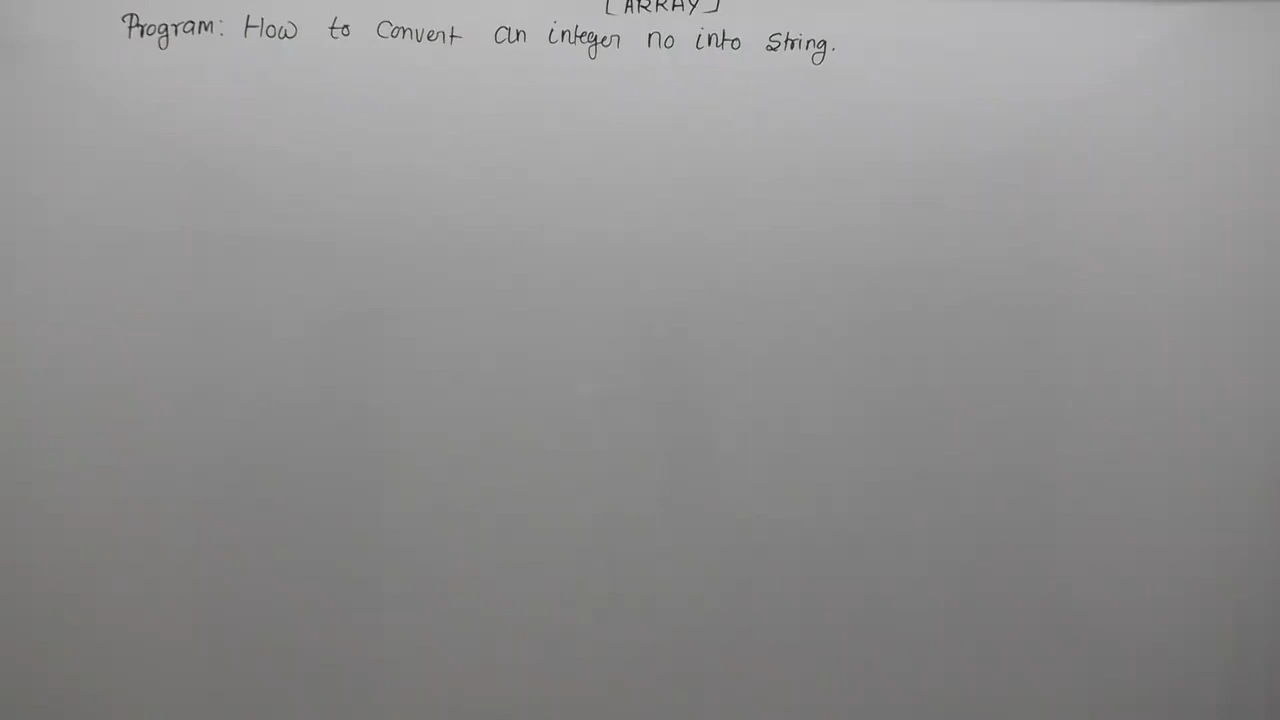 [ARRAY]
Program: How to Convert an integer no into String.